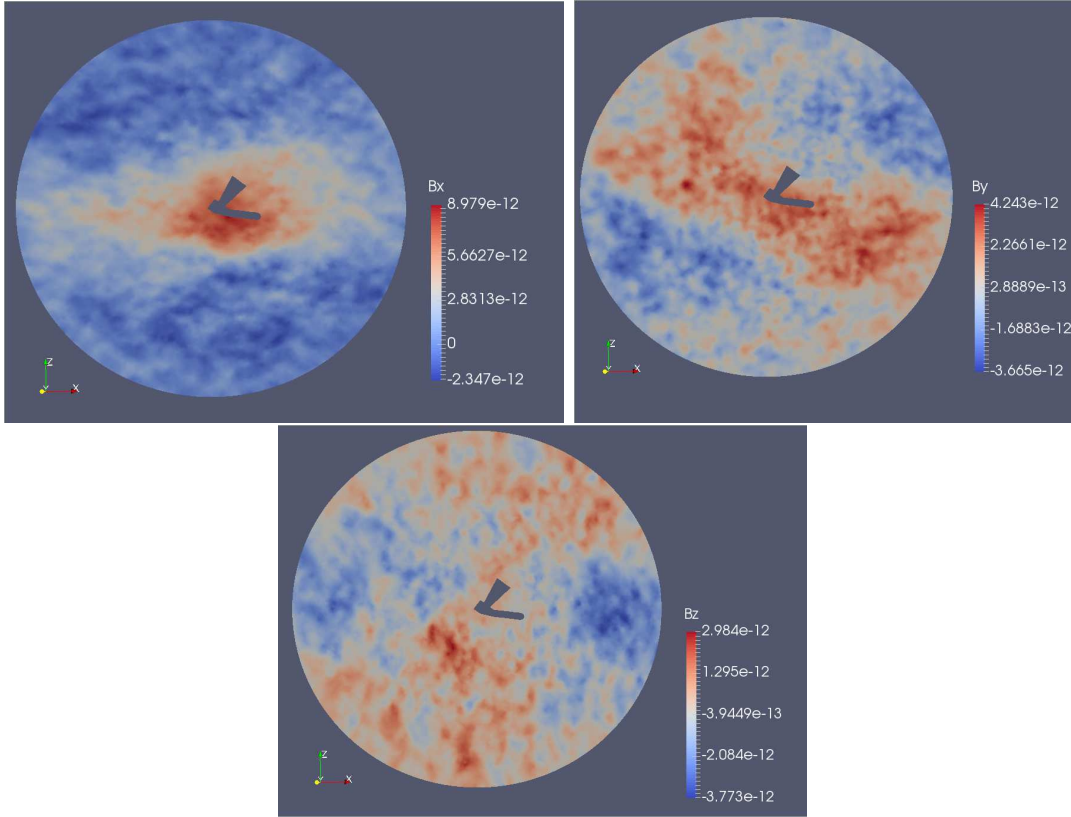 Bx
8.979e-12
5.6627e-12
2.8313e-12
0
-2.347e-12
Z
X
By
4.243e-12
2.2661e-12
2.8889e-13
-1.6883e-12
-3.665e-12
Z
X
Bz
2.984e-12
1.295e-12
-3.9449e-13
-2.084e-12
-3.773e-12
Z
X